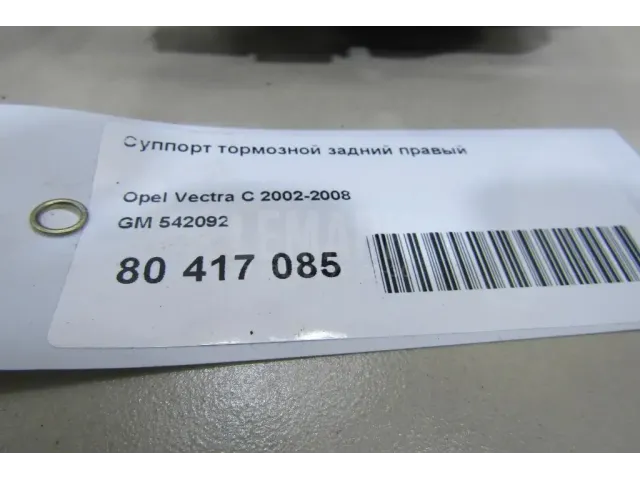 Суппорт тормозной задний правый
Opel Vectra C 2002-2008
GM 542092
80 417 085